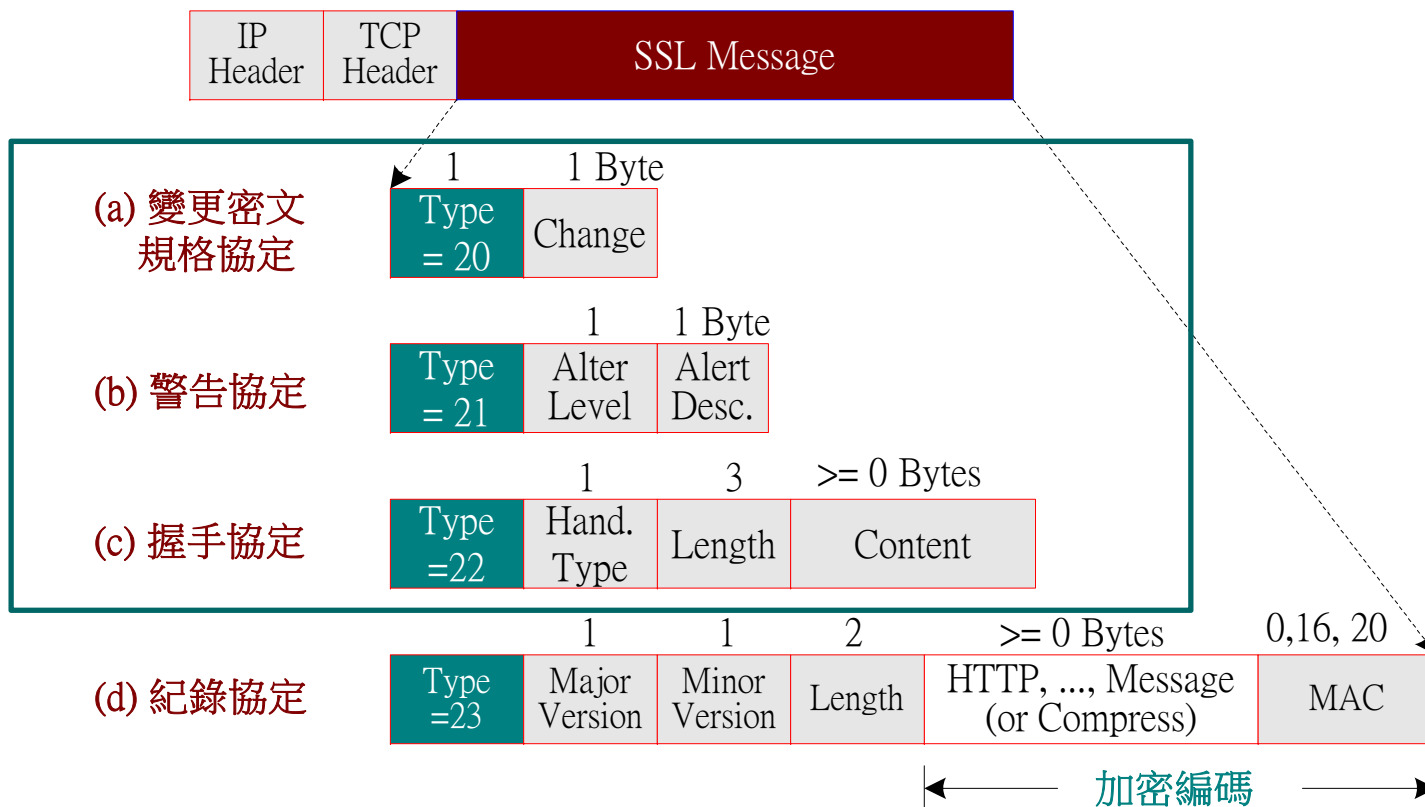 IP
Header
TCP
Header
SSL Message
1
1 Byte
(a) 變更密文
規格協定
Type
= 20
Change
1
1 Byte
(b) 警告協定
Type
= 21
Alter
Level
Alert
Desc.
1
3
>= 0 Bytes
(c) 握手協定
Type
=22
Hand.
Type
Length
Content
1
1
2
>= 0 Bytes
0,16, 20
(d) 紀錄協定
Type
=23
Major
Version
Minor
Version
Length
HTTP, ..., Message
(or Compress)
MAC
加密編碼